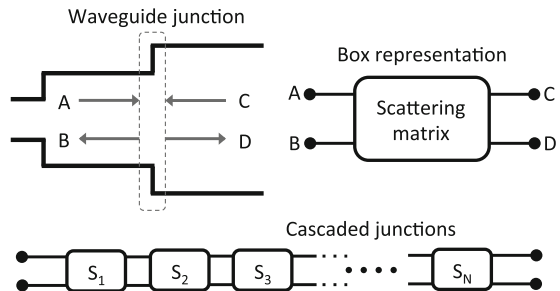 Waveguide junction
A
C
B
D
Box representation
A
C
Scattering
matrix
B
D
Cascaded junctions
S1
S2
S3
SN